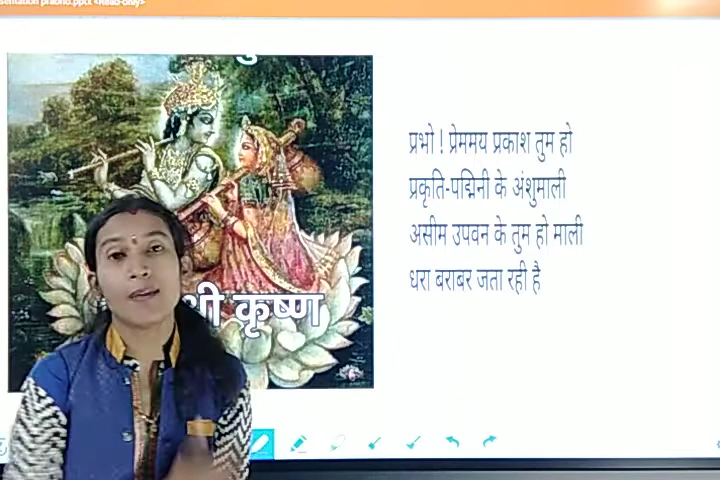 प्रभो ! प्रेममय प्रकाश तुम हो
प्रकृति-पद्मिनी के अंशुमाली
असीम उपवन के तुम हो माली
धरा बराबर जता रही है
कृष्ण